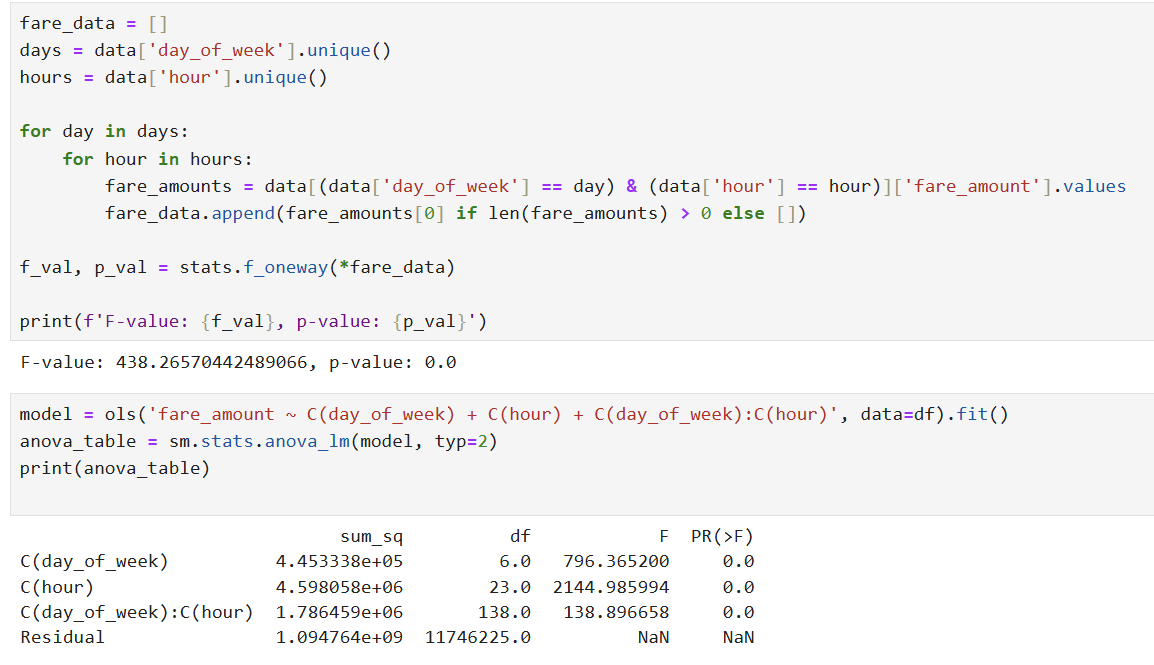 fare_data = []
days = data['day_of_week'].unique()
hours = data['hour'].unique()
for day in days:
    for hour in hours:
        fare_amounts = data[(data['day_of_week'] == day) & (data['hour'] == hour)]['fare_amount'].values
        fare_data.append(fare_amounts[0] if len(fare_amounts) > 0 else [])
f_val, p_val = stats.f_oneway(*fare_data)
print(f'F-value: {f_val}, p-value: {p_val}')
F-value: 438.26570442489066, p-value: 0.0
model = ols('fare_amount ~ C(day_of_week) + C(hour) + C(day_of_week):C(hour)', data=df).fit()
anova_table = sm.stats.anova_lm(model, typ=2)
print(anova_table)
                              sum_sq          df            F  PR(>F)
C(day_of_week)          4.453338e+05         6.0   796.365200     0.0
C(hour)                 4.598058e+06        23.0  2144.985994     0.0
C(day_of_week):C(hour)  1.786459e+06       138.0   138.896658     0.0
Residual                1.094764e+09  11746225.0          NaN     NaN